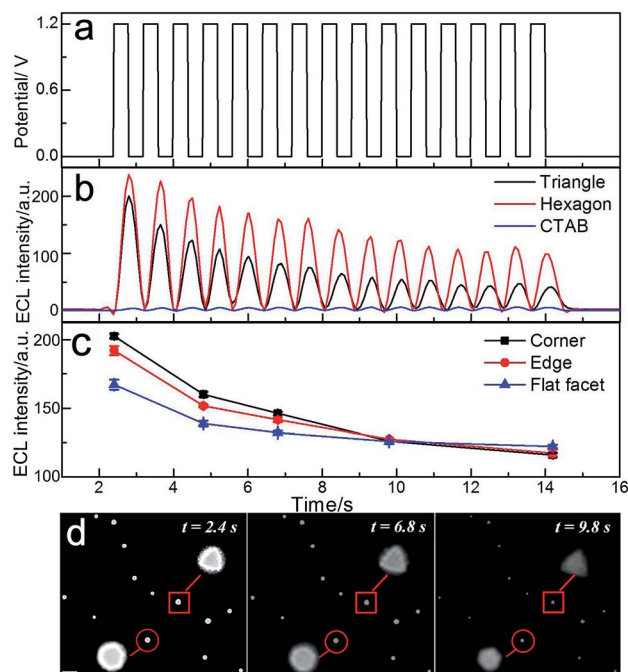 a
Potential/ V
1.2
0.6
0.0
b
ECL intensity/a.u.
200
100
0
Triangle
Hexagon
CTAB
c
ECL intensity/a.u.
200
150
100
Corner
Edge
Flat facet
2 4 6 8 10 12 14 16
Time/s
d
t = 2.4 s
t = 6.8 s
t = 9.8 s